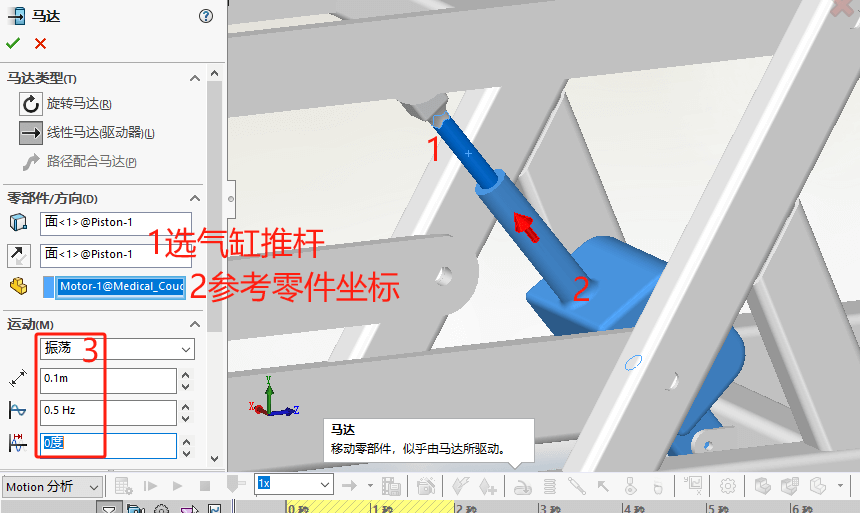 马达
马达类型(T)
旋转马达(R)
线性马达(驱动器)(L)
路径配合马达(P)
零部件/方向(D)
面<1>@Piston-1
面<1>@Piston-1
Motor-1@Medical_Couc
1选气缸推杆
2参考零件坐标
运动(M)
振荡
3
0.1m
0.5 Hz
0度
1
2
Y
X
Z
马达
移动零部件，似乎由马达所驱动。
Motion 分析
1x
0 秒
1 秒
2 秒
3 秒
4 秒
5 秒
6 秒